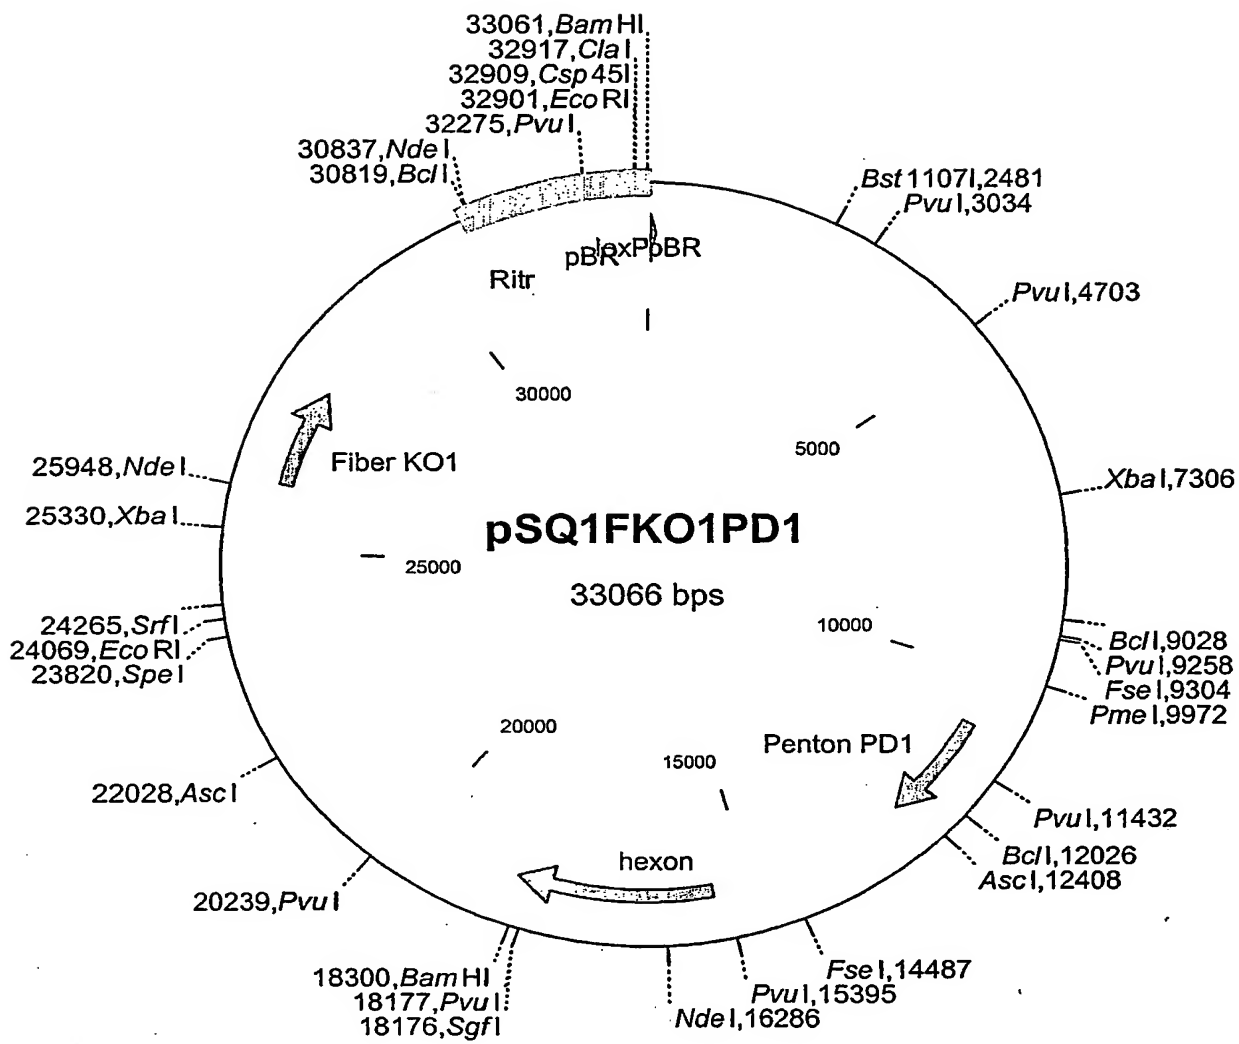 33061,BamHI
32917,ClaI
32909,Csp45I
32901,EcoRI
32275,PvuI
30837,NdeI
30819,BclI
Bst1107I,2481
PvuI,3034
PvuI,4703
XbaI,7306
BclI,9028
PvuI,9258
FseI,9304
PmeI,9972
PvuI,11432
BclI,12026
AscI,12408
FseI,14487
PvuI,15395
NdeI,16286
18300,BamHI
18177,PvuI
18176,SgfI
20239,PvuI
22028,AscI
24265,SrfI
24069,EcoRI
23820,SpeI
25948,NdeI
25330,XbaI
Ritr
pBR
loxP
pBR
30000
5000
Fiber KO1
pSQ1FKO1PD1
33066 bps
25000
10000
20000
15000
Penton PD1
hexon